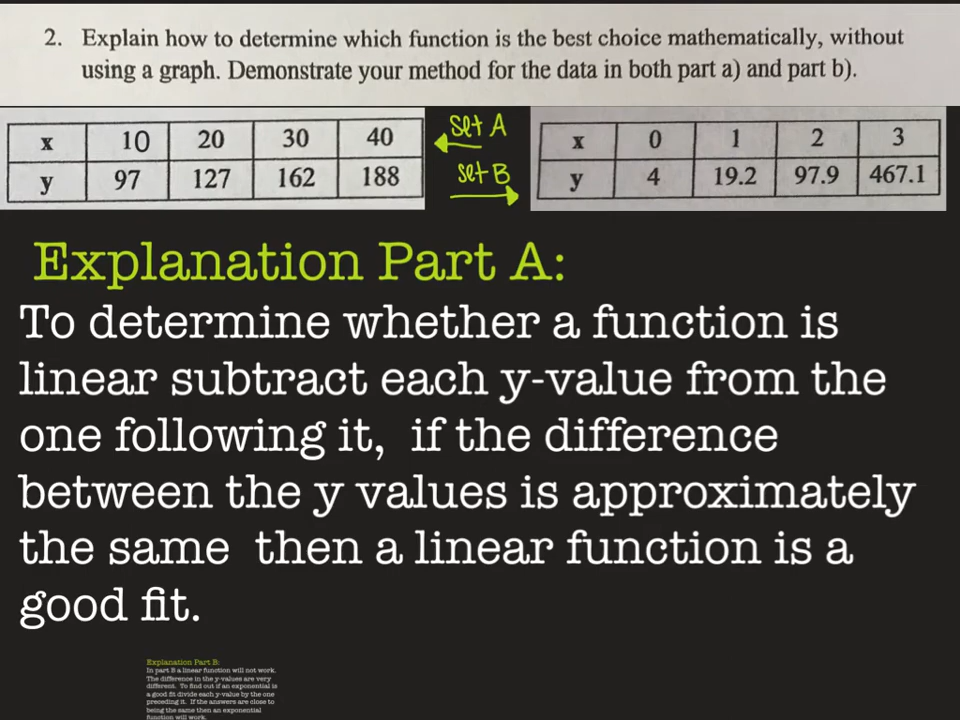 2. Explain how to determine which function is the best choice mathematically, without
using a graph. Demonstrate your method for the data in both part a) and part b).
x 10 20 30 40
y 97 127 162 188
set A
set B
x 0 1 2 3
y 4 19.2 97.9 467.1
Explanation Part A:
To determine whether a function is
linear subtract each y-value from the
one following it, if the difference
between the y values is approximately
the same then a linear function is a
good fit.
Explanation Part B:
In part B a linear function will not work.
The difference in the y-values are very
different. To find out if an exponential is
a good fit divide each y-value by the one
preceding it. If the answers are close to
being the same then an exponential
function will work.